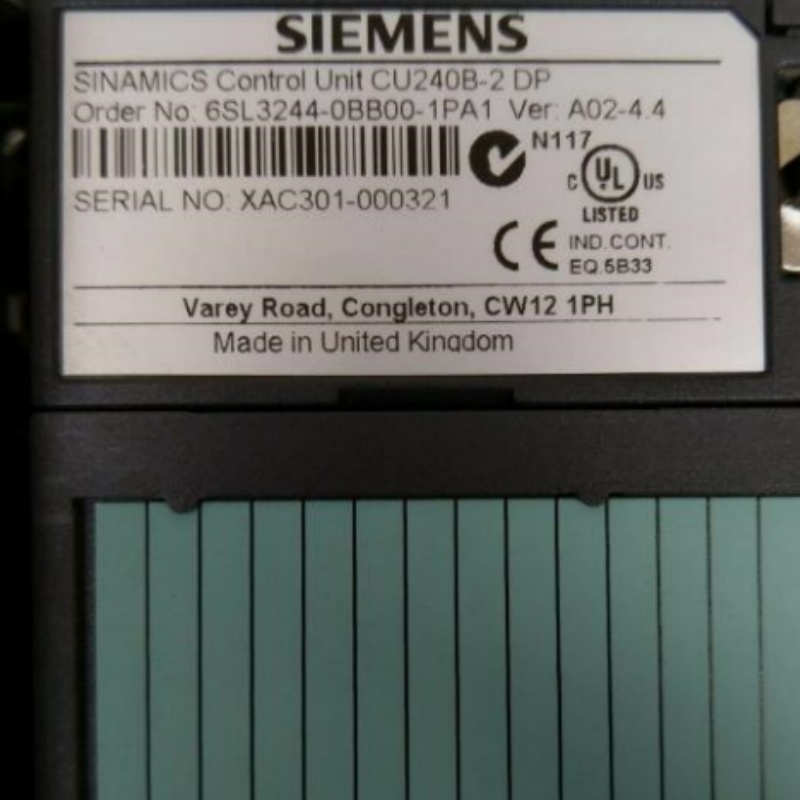 SIEMENS
SINAMICS Control Unit CU240B-2 DP
Order No: 6SL3244-0BB00-1PA1 Ver: A02-4.4
N117
C UL US
LISTED
SERIAL NO: XAC301-000321
CE IND.CONT.
EQ.5B33
Varey Road, Congleton, CW12 1PH
Made in United Kingdom